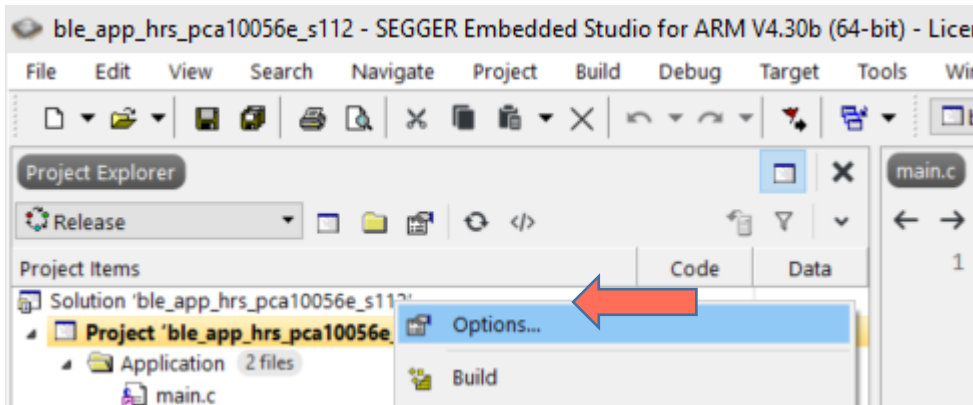 ble_app_hrs_pca10056e_s112 - SEGGER Embedded Studio for ARM V4.30b (64-bit) -
File Edit View Search Navigate Project Build Debug Target Tools
Project Explorer
main.c
Release
</>
1
Project Items Code Data
Solution 'ble_app_hrs_pca10056e_s112'
Project 'ble_app_hrs_pca10056e_
Options...
Application 2 files
Build
main.c